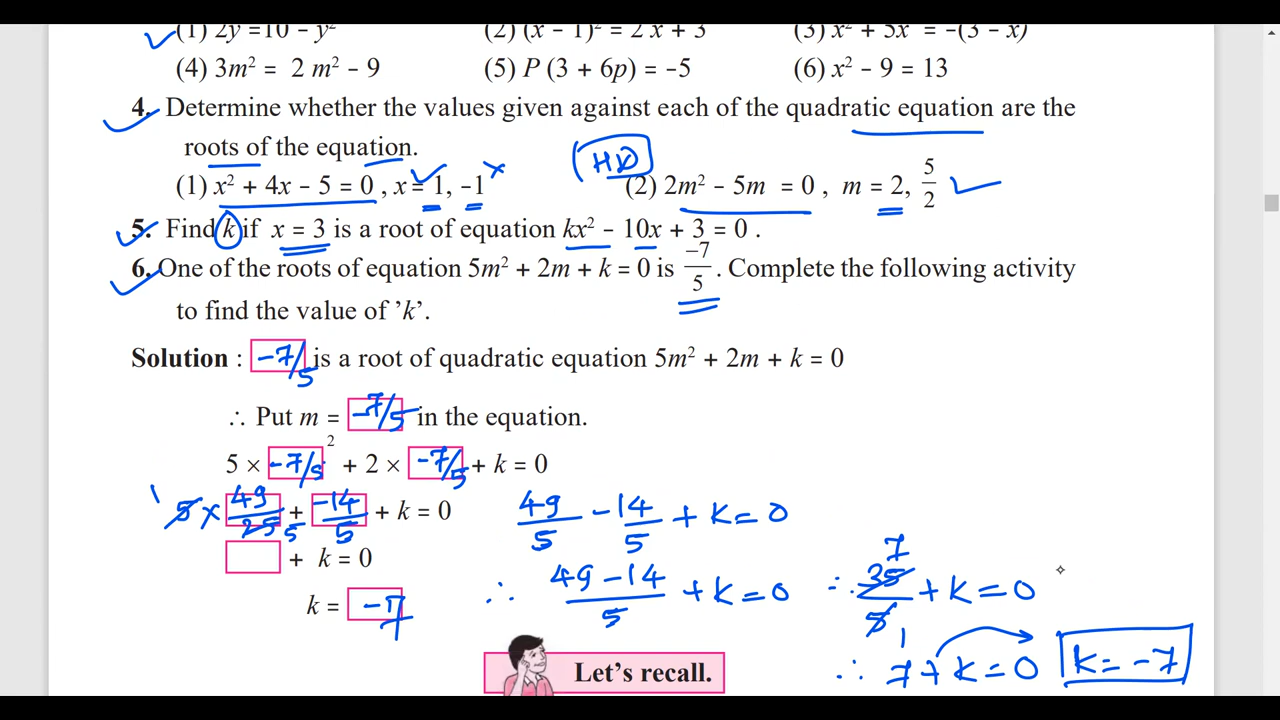 (1) 2y =10 – y² (2) (x – 1)² = 2 x + 3 (3) x² + 5x = –(3 – x)
(4) 3m² = 2 m² – 9 (5) P (3 + 6p) = –5 (6) x² – 9 = 13
4. Determine whether the values given against each of the quadratic equation are the
roots of the equation.
HW
(1) x² + 4x – 5 = 0 , x = 1, –1 (2) 2m² – 5m = 0 , m = 2, 5/2
5. Find k if x = 3 is a root of equation kx² – 10x + 3 = 0 .
6. One of the roots of equation 5m² + 2m + k = 0 is –7/5 . Complete the following activity
to find the value of ’k’.
Solution : -7/5 is a root of quadratic equation 5m² + 2m + k = 0
∴ Put m = -7/5 in the equation.
5 × -7/5 ² + 2 × -7/5 + k = 0
1 5 × 49/25 5 + -14/5 + k = 0 49/5 - 14/5 + k = 0
+ k = 0
∴ 49 - 14/5 + k = 0 ∴ 35/5 7 1 + k = 0
k = -7
∴ 7 + k = 0 k = -7
Let’s recall.